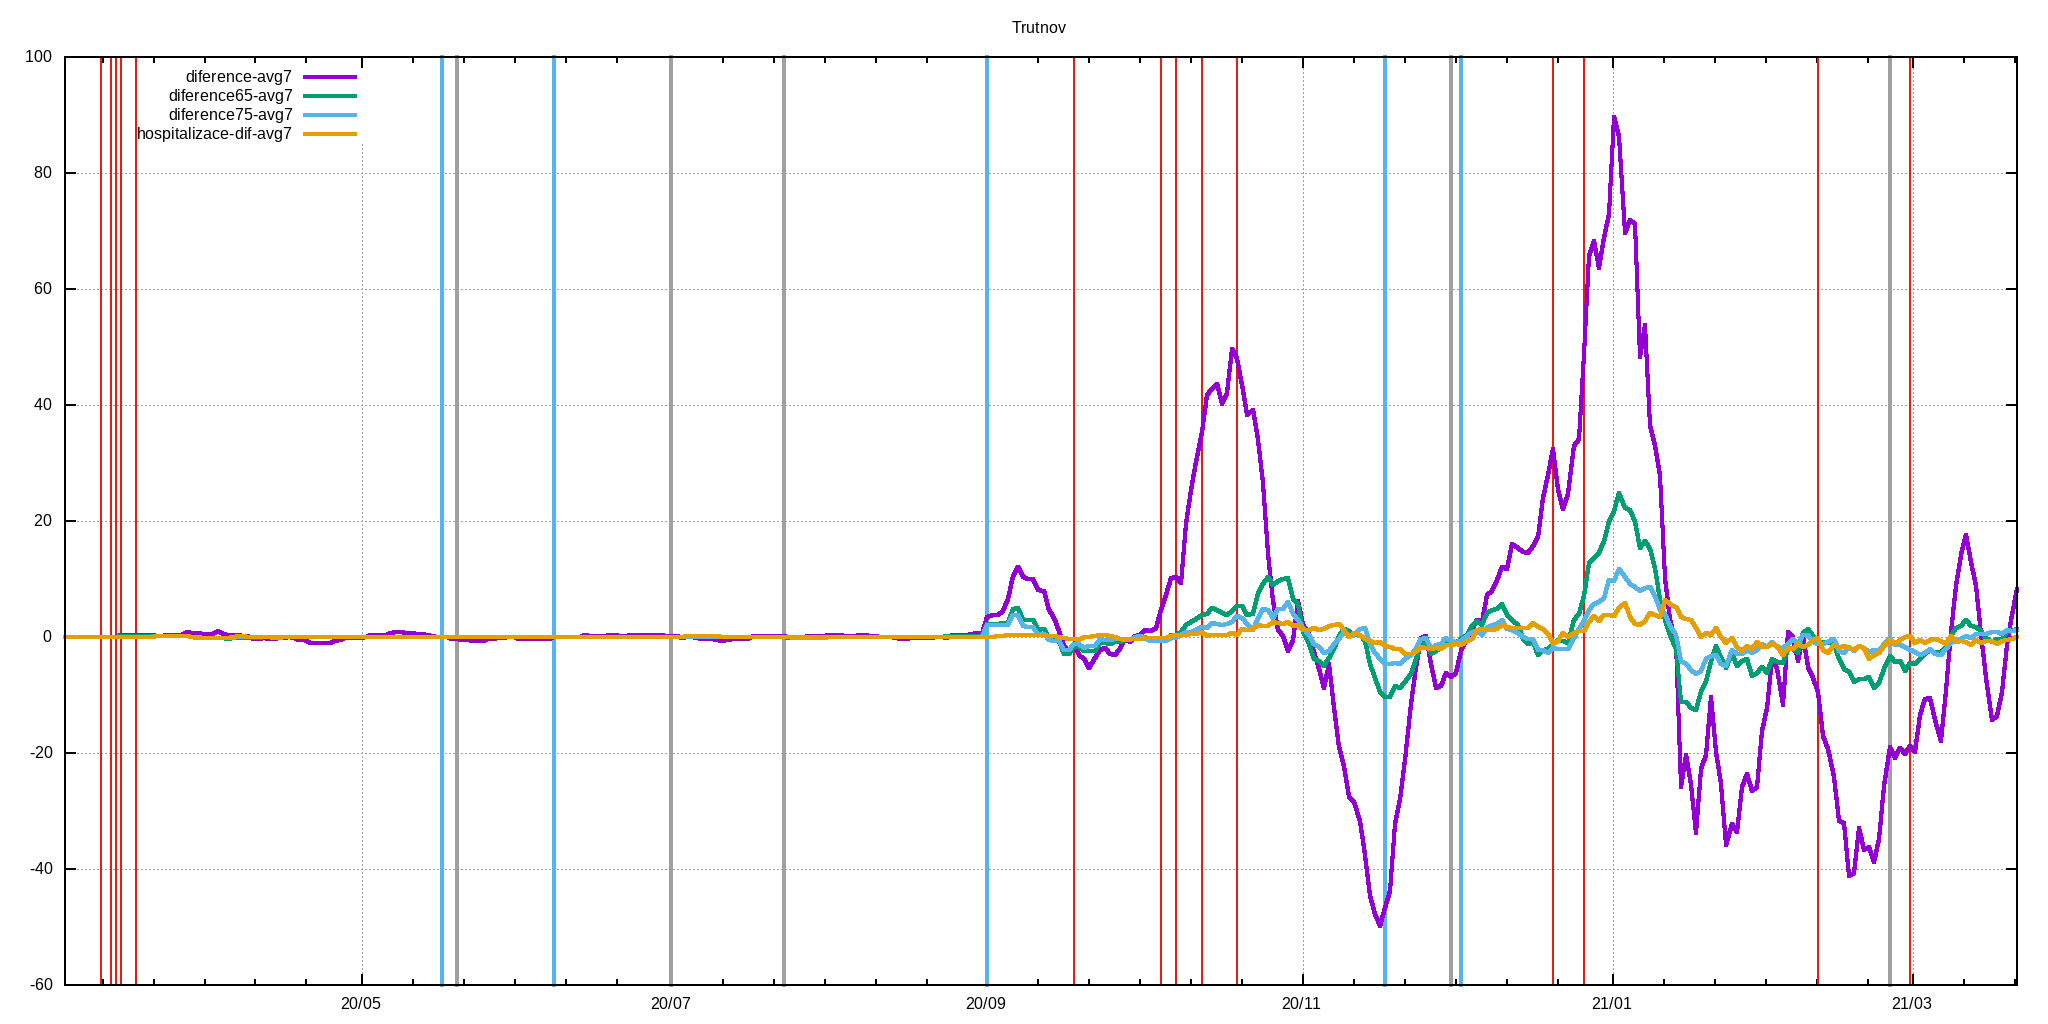 Trutnov
100
80
60
40
20
0
-20
-40
-60
diference-avg7
diference65-avg7
diference75-avg7
hospitalizace-dif-avg7
20/05 20/07 20/09 20/11 21/01 21/03